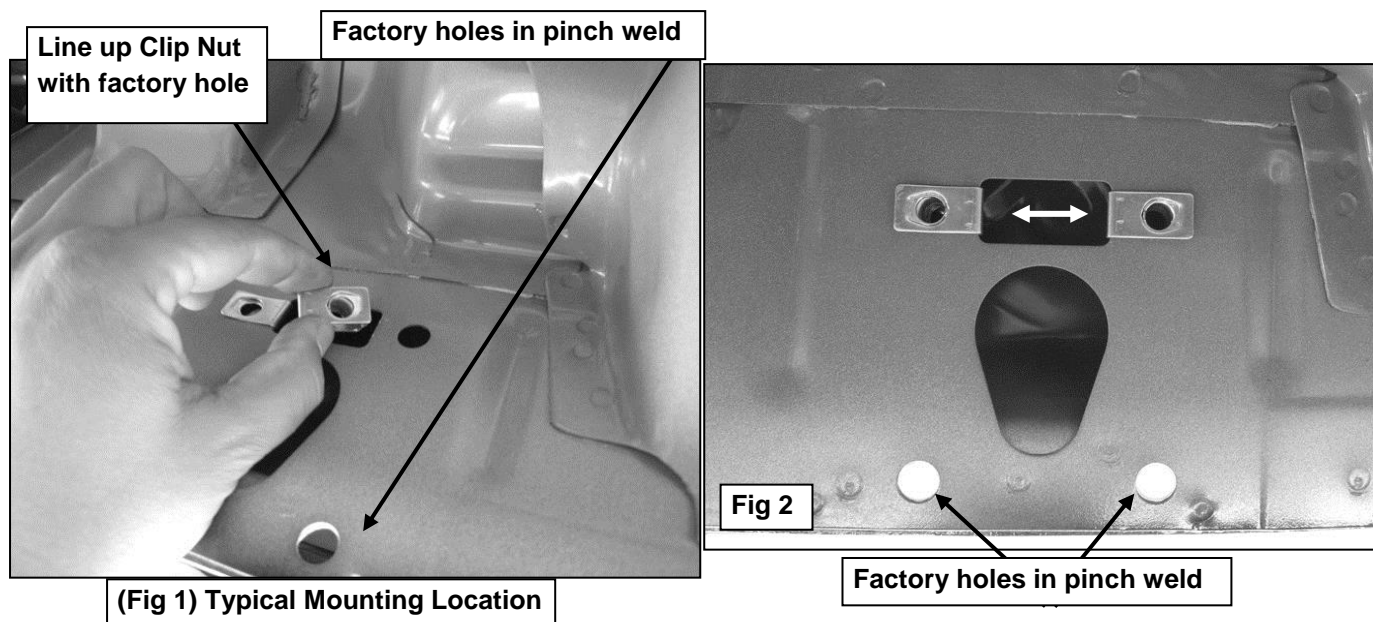 Line up Clip Nut
with factory hole
Factory holes in pinch weld
(Fig 1) Typical Mounting Location
Fig 2
Factory holes in pinch weld